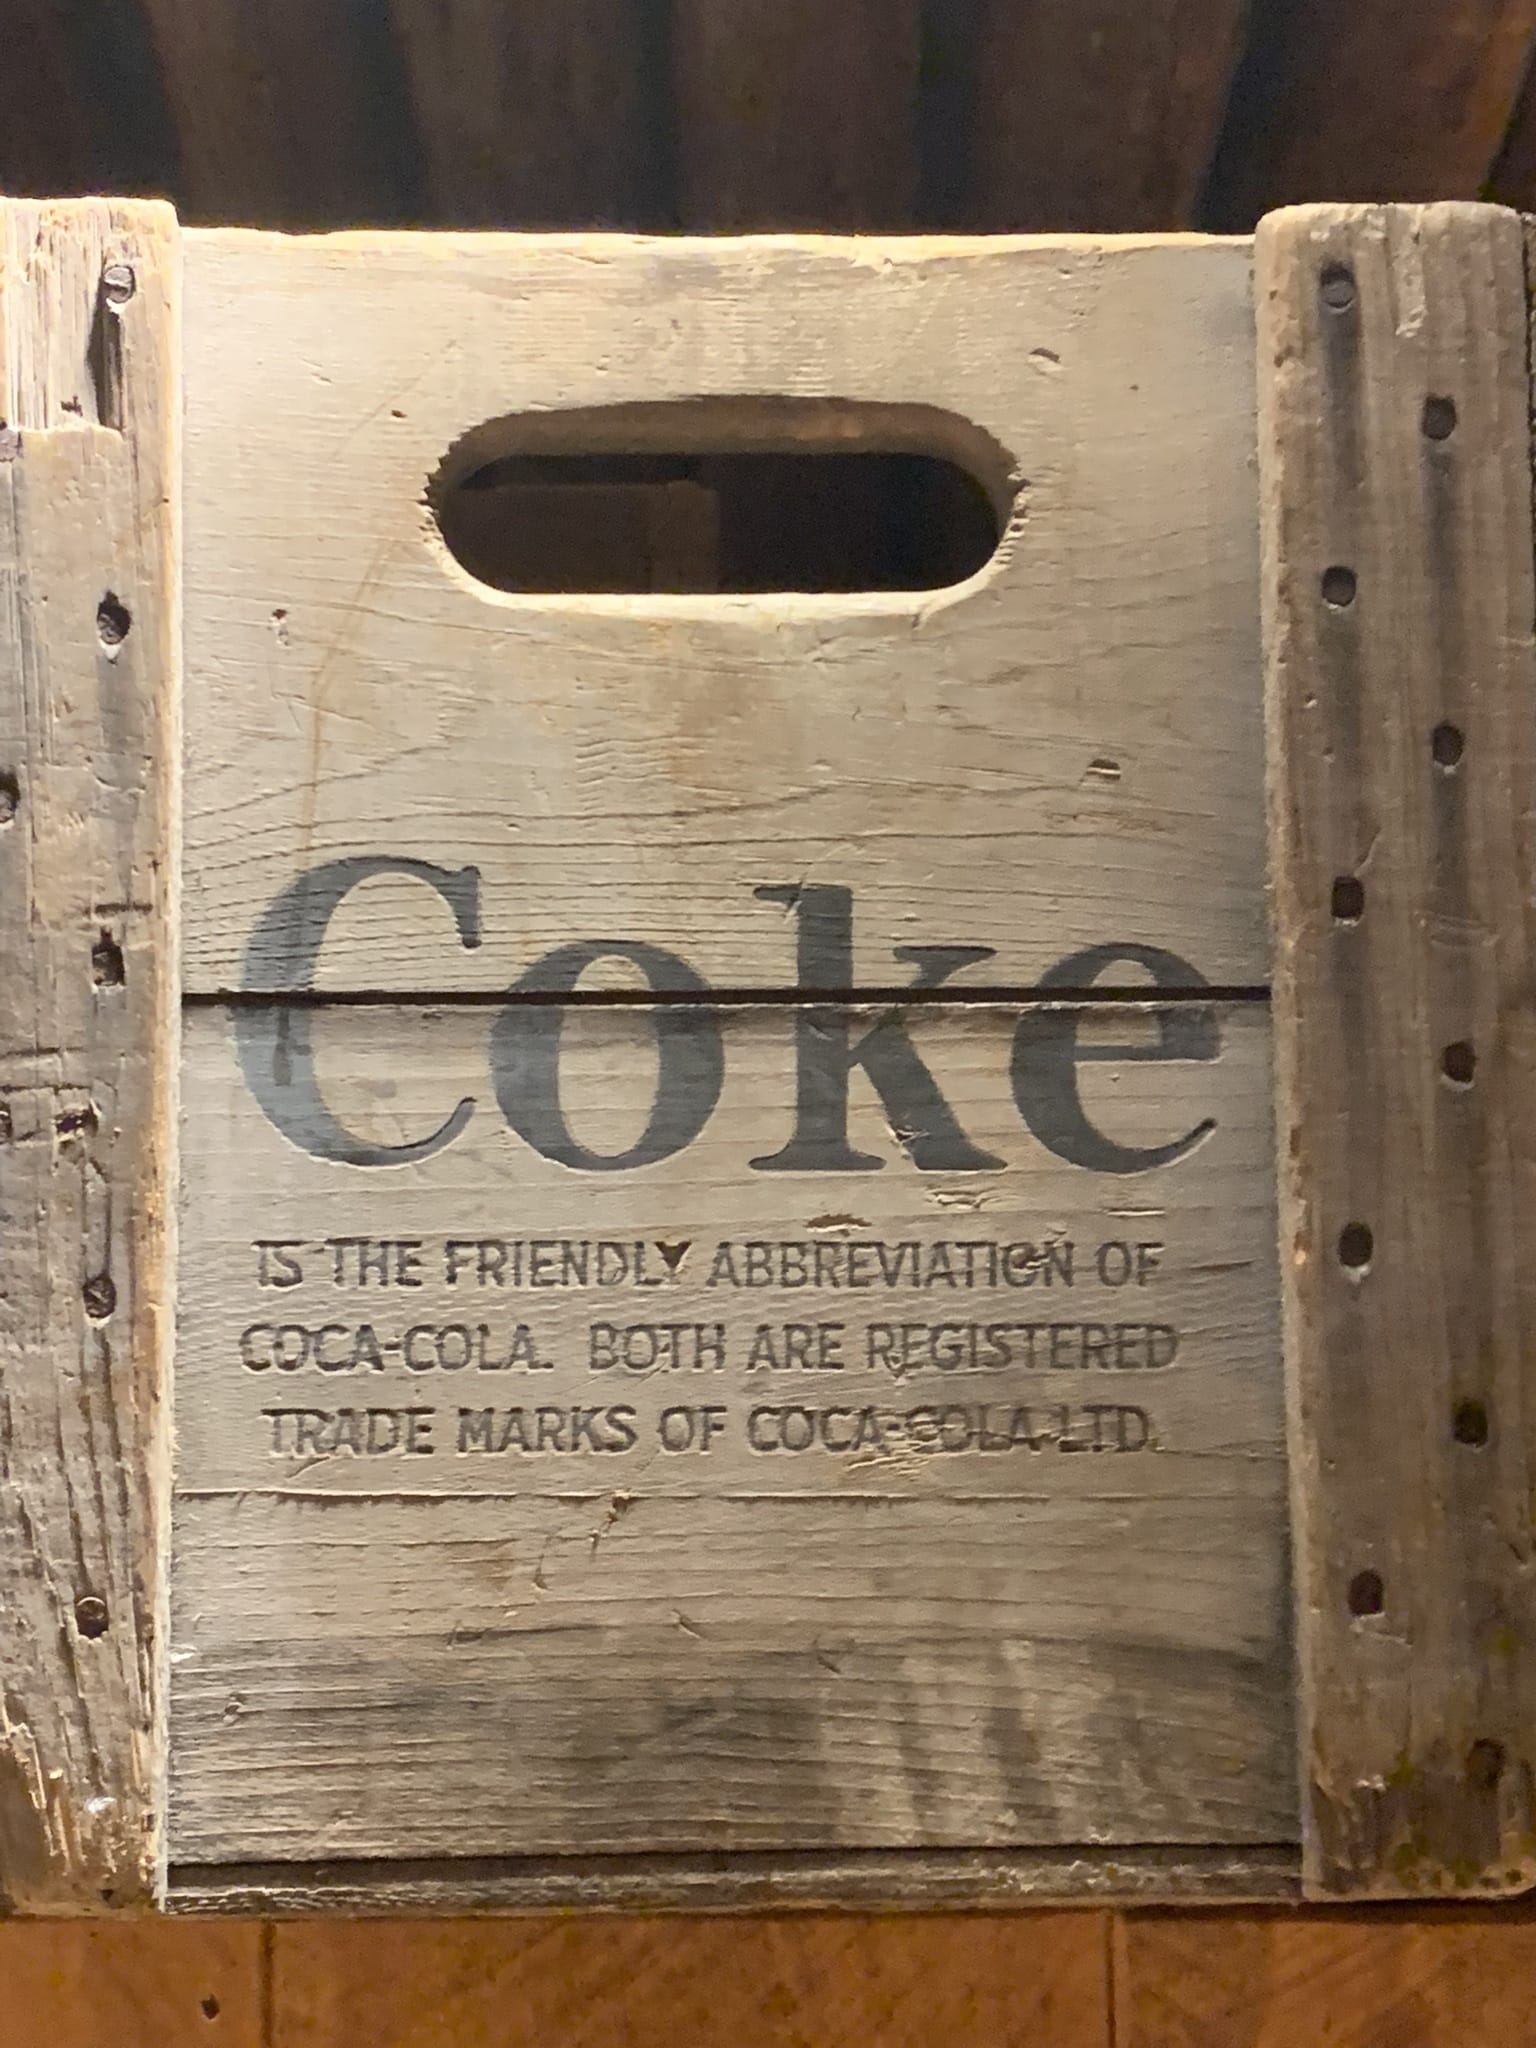 Coke
IS THE FRIENDLY ABBREVIATION OF
COCA-COLA. BOTH ARE REGISTERED
TRADE MARKS OF COCA-COLA LTD.